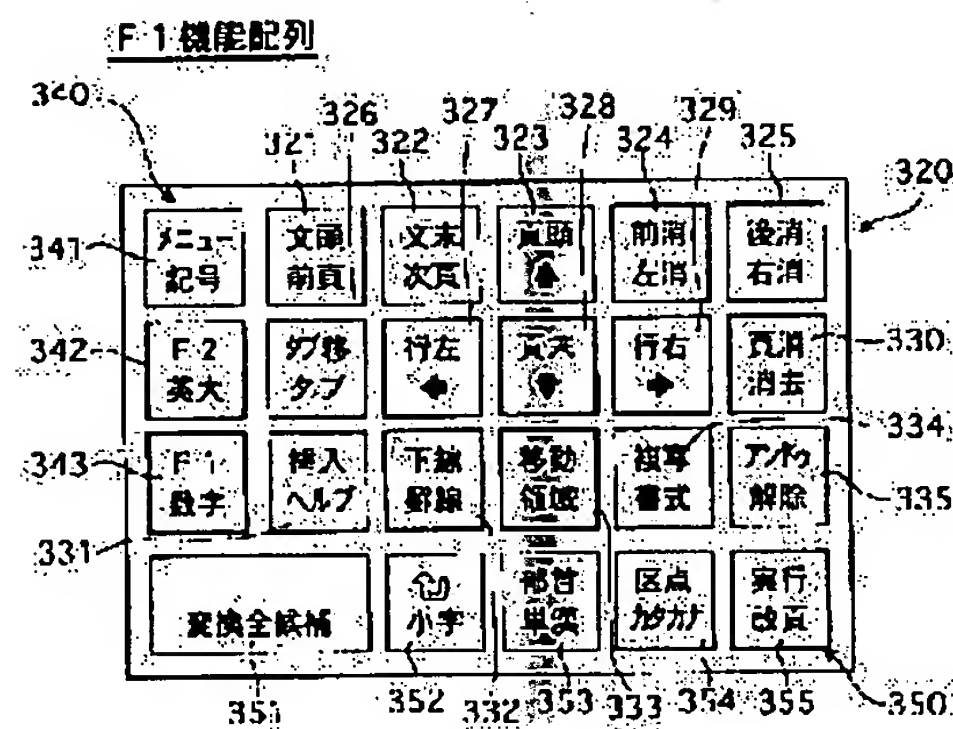 F1機能配列
340 326 327 328 329
321 322 323 324 325
320
341 メニュー 文頭 文末 頁頭 前消 後消
記号 前頁 次頁 左消 右消
342 F2 タブ移 行左 頁末 行右 頁消 330
英大 タブ 消去
334
343 F1 挿入 下線 移動 複写 アンドゥ
数字 ヘルプ 罫線 領域 書式 解除 335
331
部首 区点 実行
変換全候補 小字 単漢 カタカナ 改頁
351 352 332 353 333 354 355 350